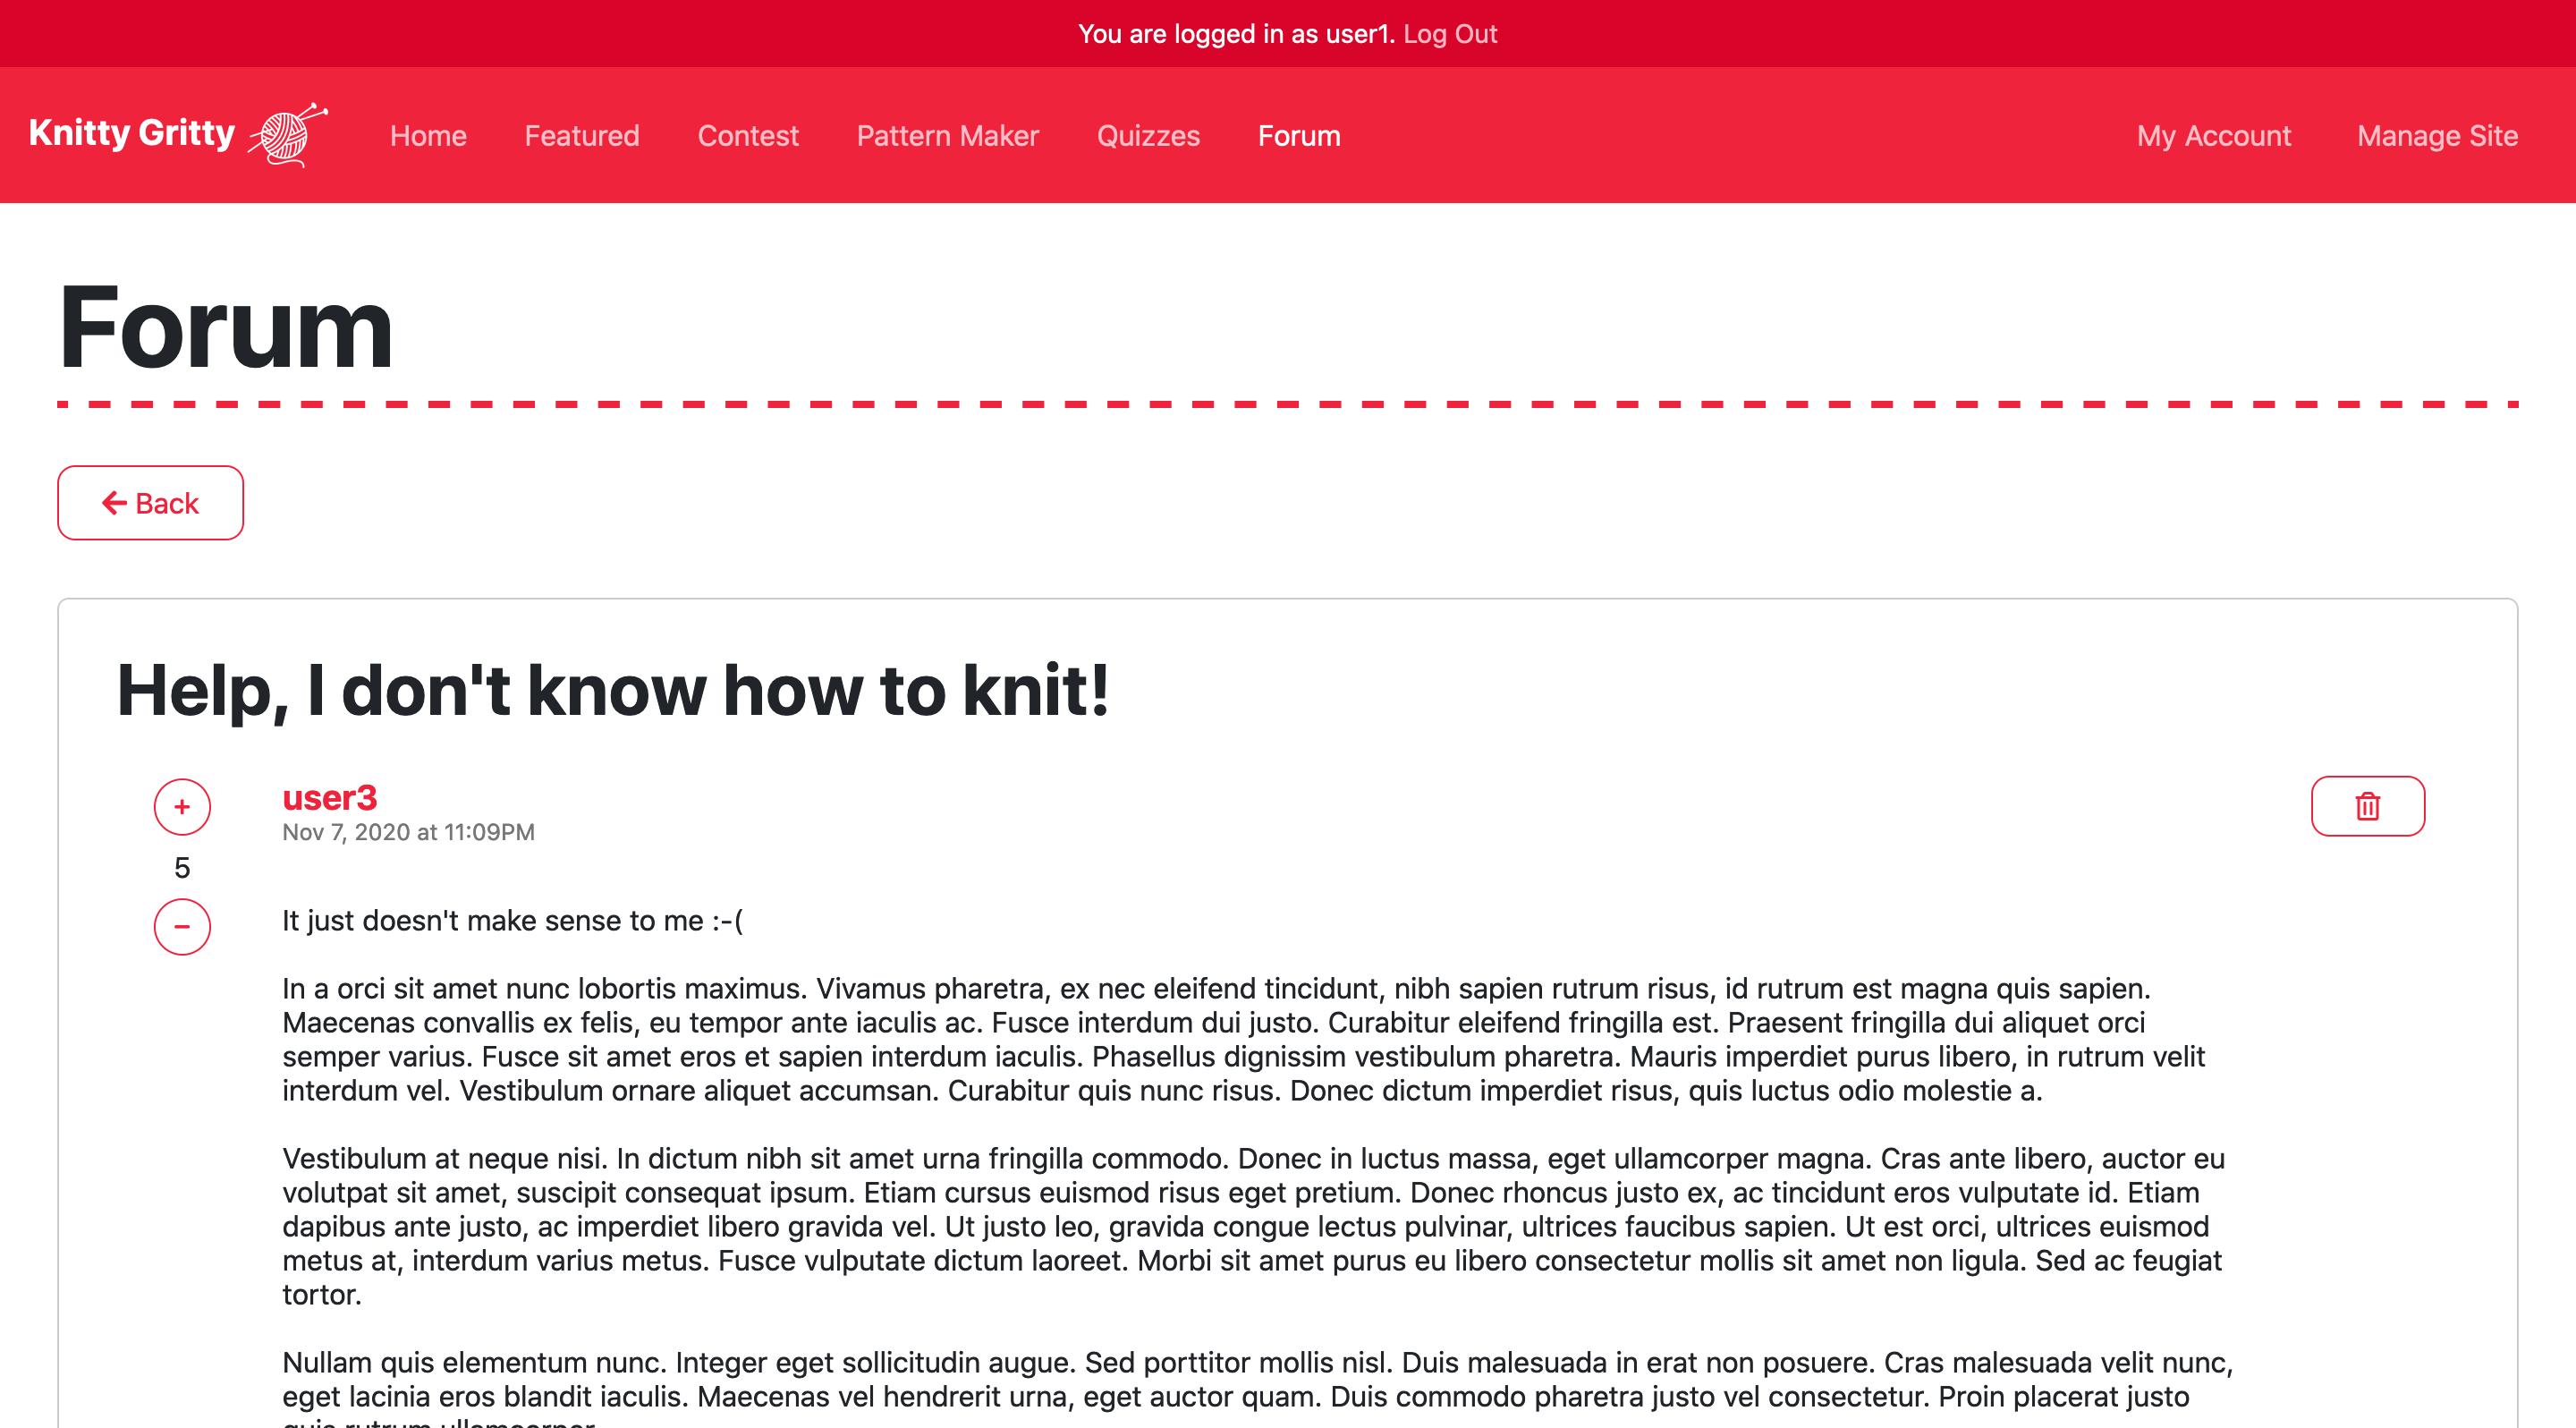 You are logged in as user1. Log Out
Knitty Gritty Home Featured Contest Pattern Maker Quizzes Forum My Account Manage Site
Forum
Back
Help, I don't know how to knit!
+
user3
Nov 7, 2020 at 11:09PM
5
−
It just doesn't make sense to me :-(
In a orci sit amet nunc lobortis maximus. Vivamus pharetra, ex nec eleifend tincidunt, nibh sapien rutrum risus, id rutrum est magna quis sapien.
Maecenas convallis ex felis, eu tempor ante iaculis ac. Fusce interdum dui justo. Curabitur eleifend fringilla est. Praesent fringilla dui aliquet orci
semper varius. Fusce sit amet eros et sapien interdum iaculis. Phasellus dignissim vestibulum pharetra. Mauris imperdiet purus libero, in rutrum velit
interdum vel. Vestibulum ornare aliquet accumsan. Curabitur quis nunc risus. Donec dictum imperdiet risus, quis luctus odio molestie a.
Vestibulum at neque nisi. In dictum nibh sit amet urna fringilla commodo. Donec in luctus massa, eget ullamcorper magna. Cras ante libero, auctor eu
volutpat sit amet, suscipit consequat ipsum. Etiam cursus euismod risus eget pretium. Donec rhoncus justo ex, ac tincidunt eros vulputate id. Etiam
dapibus ante justo, ac imperdiet libero gravida vel. Ut justo leo, gravida congue lectus pulvinar, ultrices faucibus sapien. Ut est orci, ultrices euismod
metus at, interdum varius metus. Fusce vulputate dictum laoreet. Morbi sit amet purus eu libero consectetur mollis sit amet non ligula. Sed ac feugiat
tortor.
Nullam quis elementum nunc. Integer eget sollicitudin augue. Sed porttitor mollis nisl. Duis malesuada in erat non posuere. Cras malesuada velit nunc,
eget lacinia eros blandit iaculis. Maecenas vel hendrerit urna, eget auctor quam. Duis commodo pharetra justo vel consectetur. Proin placerat justo